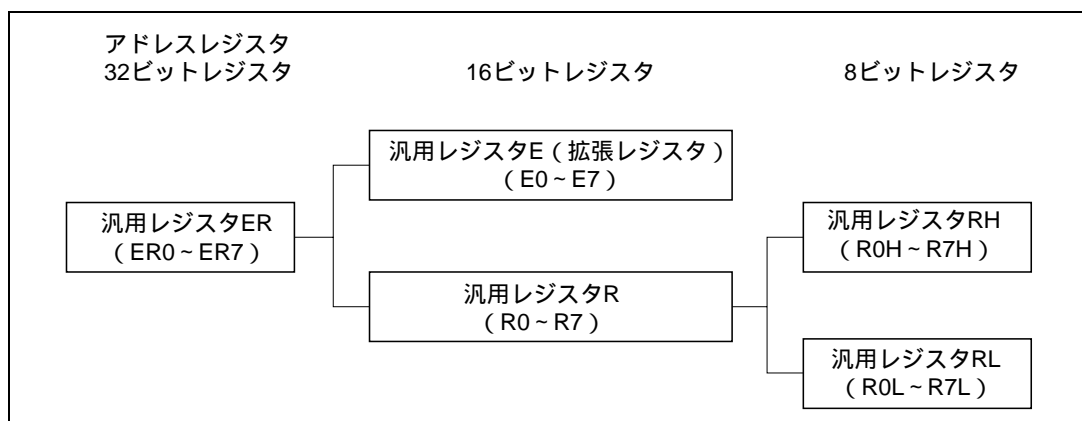 アドレスレジスタ
32ビットレジスタ
16ビットレジスタ
8ビットレジスタ
汎用レジスタE(拡張レジスタ)
(E0~E7)
汎用レジスタER
(ER0~ER7)
汎用レジスタRH
(R0H~R7H)
汎用レジスタR
(R0~R7)
汎用レジスタRL
(R0L~R7L)